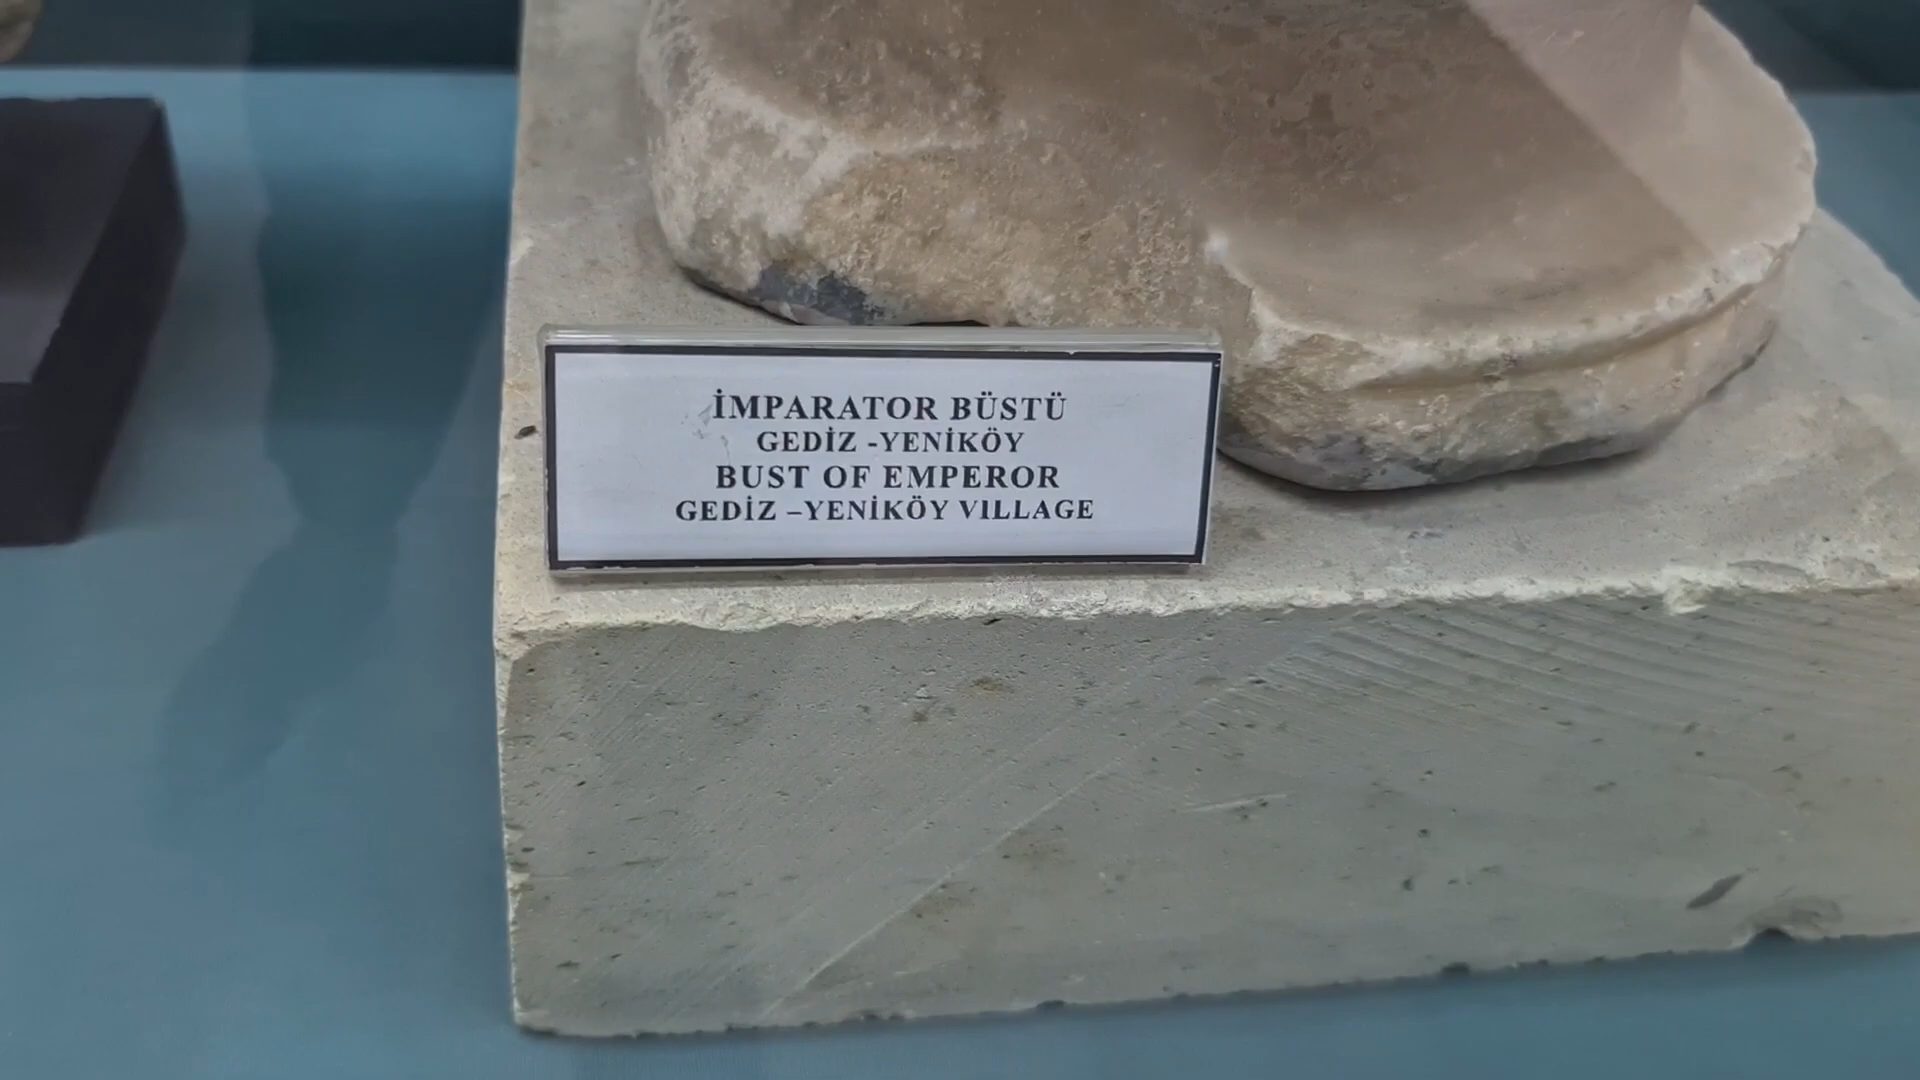 İMPARATOR BÜSTÜ
GEDİZ -YENİKÖY
BUST OF EMPEROR
GEDİZ –YENİKÖY VILLAGE